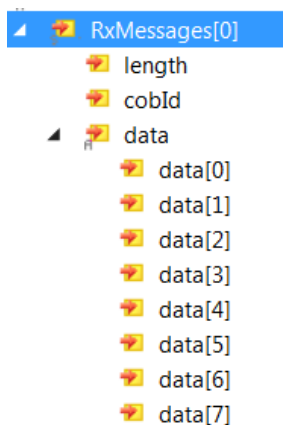 RxMessages[0]
length
cobId
data
data[0]
data[1]
data[2]
data[3]
data[4]
data[5]
data[6]
data[7]